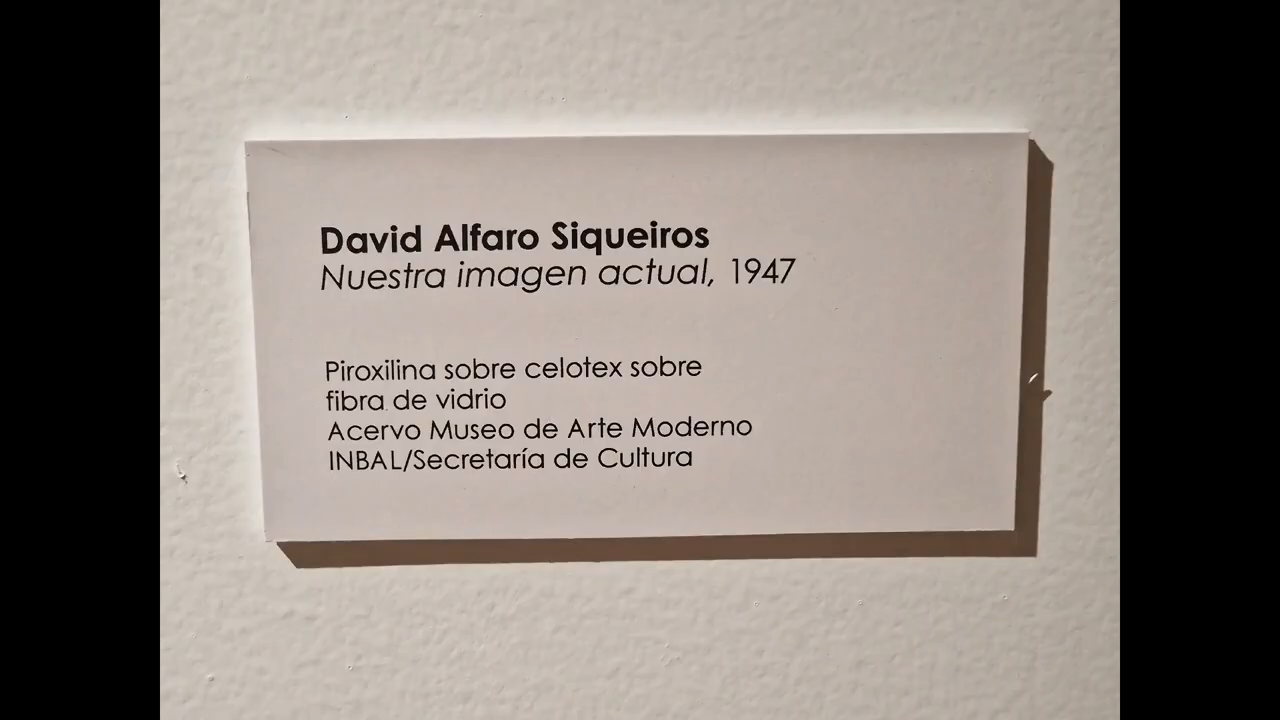 David Alfaro Siqueiros
Nuestra imagen actual, 1947
Piroxilina sobre celotex sobre
fibra de vidrio
Acervo Museo de Arte Moderno
INBAL/Secretaría de Cultura